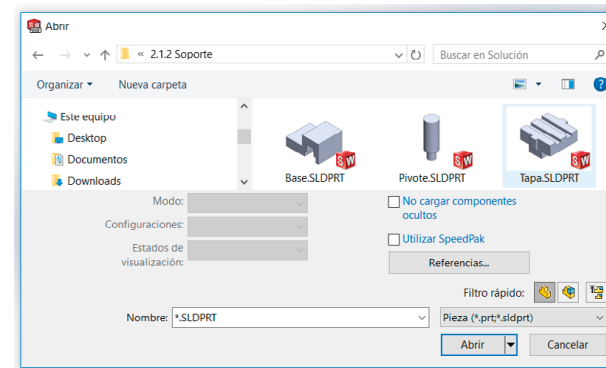 Abrir
« 2.1.2 Soporte
Buscar en Solución
Organizar
Nueva carpeta
Este equipo
Desktop
Documentos
Downloads
Base.SLDPRT
Pivote.SLDPRT
Tapa.SLDPRT
Modo:
Configuraciones:
Estados de
visualización:
No cargar componentes
ocultos
Utilizar SpeedPak
Referencias...
Filtro rápido:
Nombre:
*.SLDPRT
Pieza (*.prt;*.sldprt)
Abrir
Cancelar